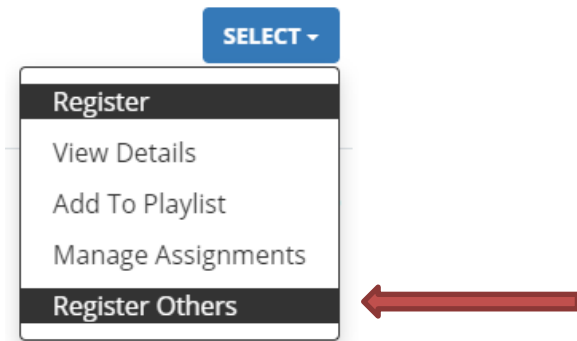 SELECT
Register
View Details
Add To Playlist
Manage Assignments
Register Others